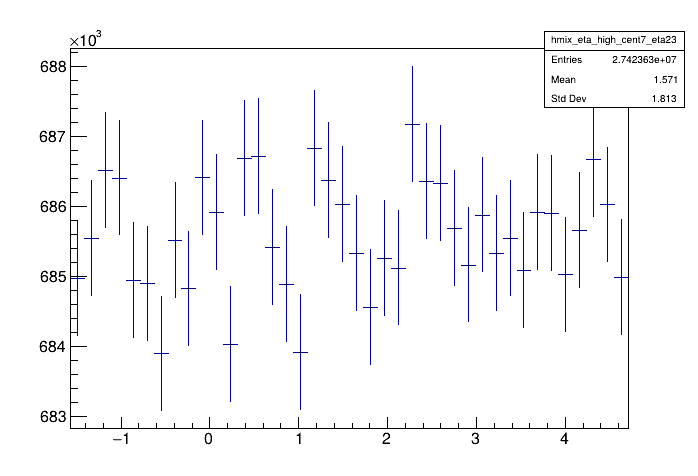 ×10³
hmix_eta_high_cent7_eta23
Entries 2.742363e+07
Mean 1.571
Std Dev 1.813
688
687
686
685
684
683
−1 0 1 2 3 4